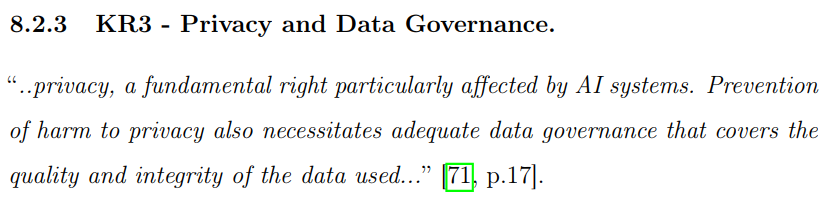 8.2.3 KR3 - Privacy and Data Governance.
“..privacy, a fundamental right particularly affected by AI systems. Prevention
of harm to privacy also necessitates adequate data governance that covers the
quality and integrity of the data used...” [71, p.17].